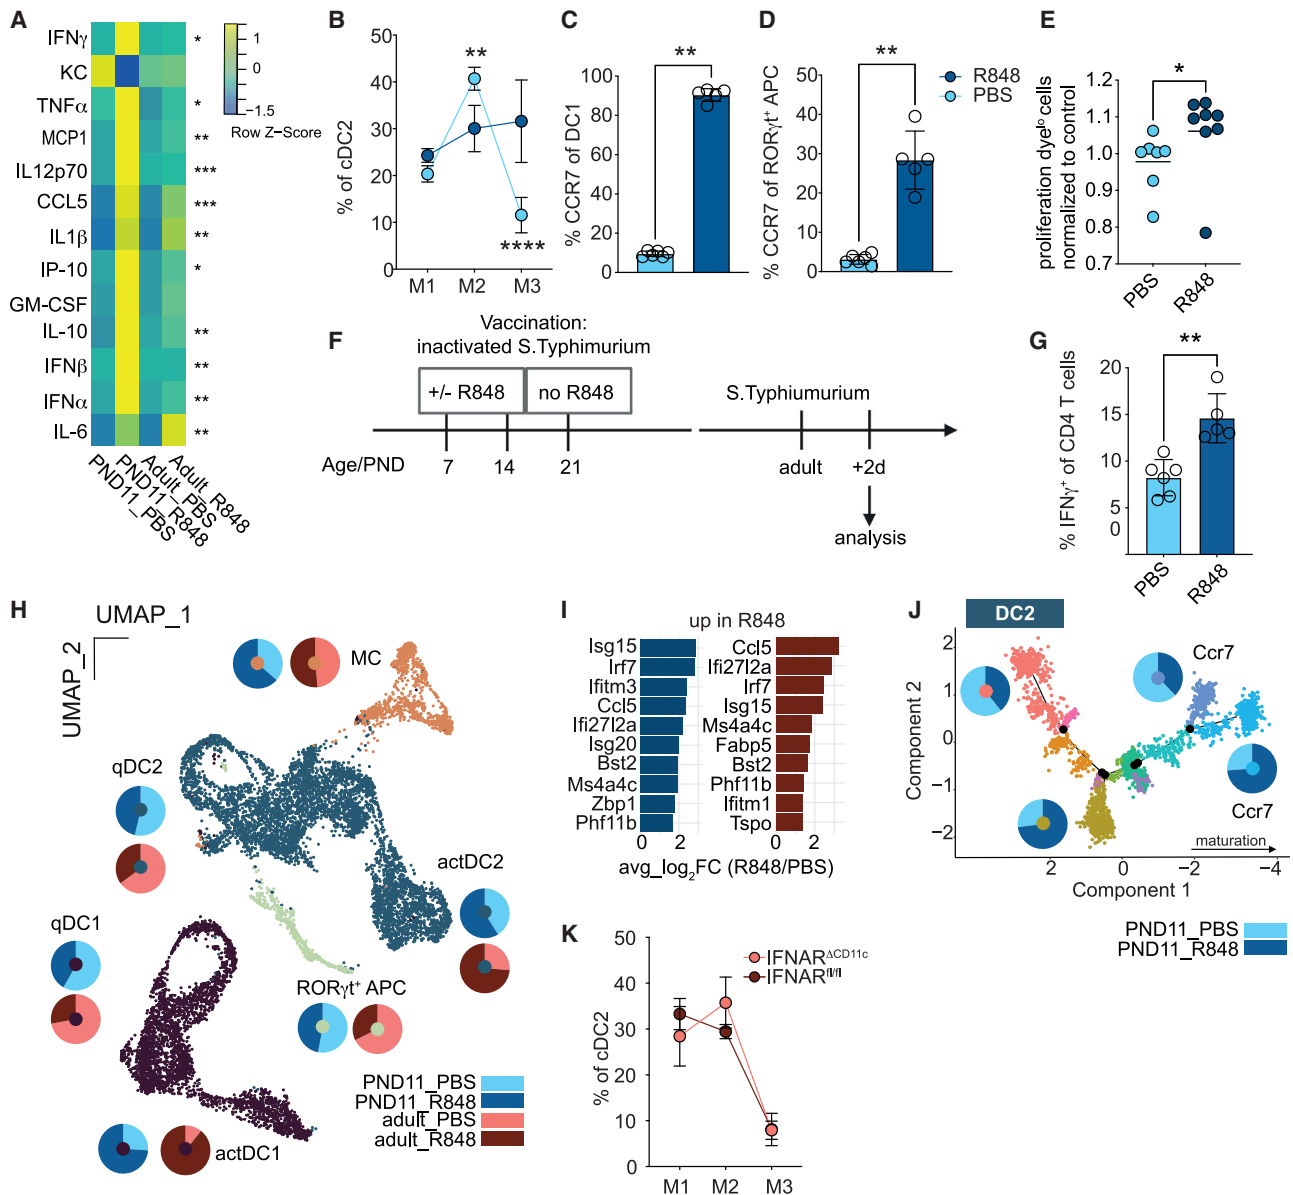 A
IFNγ
KC
TNFα
MCP1
IL12p70
CCL5
IL1β
IP-10
GM-CSF
IL-10
IFNβ
IFNα
IL-6
*
*
**
***
***
**
*
**
**
**
**
PND11_PBS
PND11_R848
Adult_PBS
Adult_R848
1
0
−1.5
Row Z−Score
B
% of cDC2
50
40
30
20
10
0
**
****
M1
M2
M3
C
% CCR7 of DC1
100
80
60
40
20
0
**
D
% CCR7 of RORγt⁺ APC
50
40
30
20
10
0
**
R848
PBS
E
proliferation dyeˡᵒ cells
normalized to control
1.2
1.1
1.0
0.9
0.8
0.7
*
PBS
R848
F
Vaccination:
inactivated S.Typhimurium
+/- R848
no R848
Age/PND
7
14
21
S.Typhiumurium
adult
+2d
analysis
G
% IFNγ⁺ of CD4 T cells
20
15
10
5
0
**
PBS
R848
H
UMAP_1
UMAP_2
MC
qDC2
actDC2
qDC1
RORγt⁺ APC
actDC1
PND11_PBS
PND11_R848
adult_PBS
adult_R848
I
up in R848
Isg15
Irf7
Ifitm3
Ccl5
Ifi27l2a
Isg20
Bst2
Ms4a4c
Zbp1
Phf11b
0
2
Ccl5
Ifi27l2a
Irf7
Isg15
Ms4a4c
Fabp5
Bst2
Phf11b
Ifitm1
Tspo
0
2
avg_log₂FC (R848/PBS)
J
DC2
Component 2
2
1
0
−1
−2
Ccr7
Ccr7
maturation
2
0
−2
−4
Component 1
PND11_PBS
PND11_R848
K
% of cDC2
50
40
30
20
10
0
IFNAR^ΔCD11c
IFNAR^fl/fl
M1
M2
M3